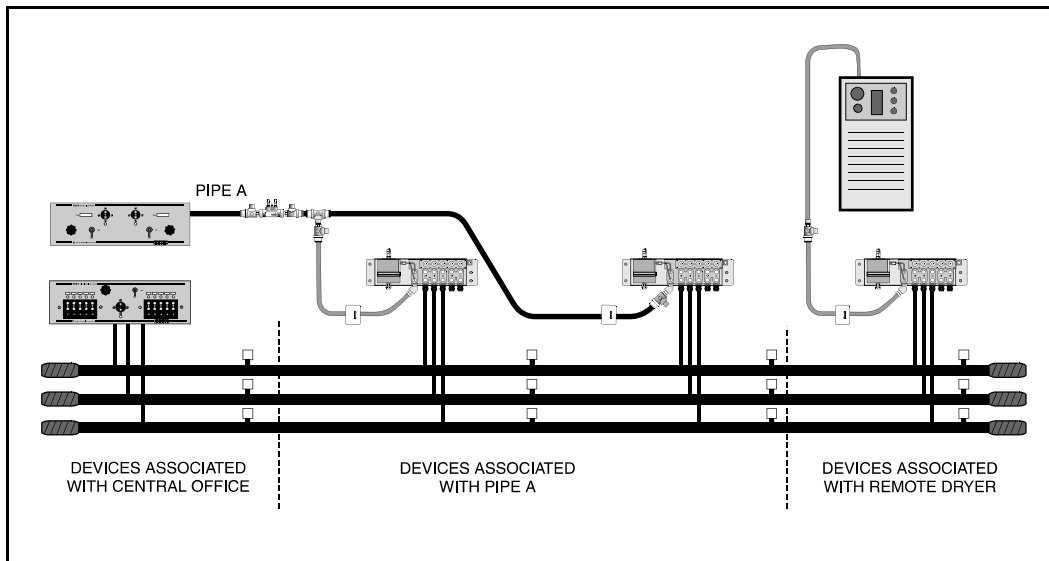 PIPE A
DEVICES ASSOCIATED
WITH CENTRAL OFFICE
DEVICES ASSOCIATED
WITH PIPE A
DEVICES ASSOCIATED
WITH REMOTE DRYER